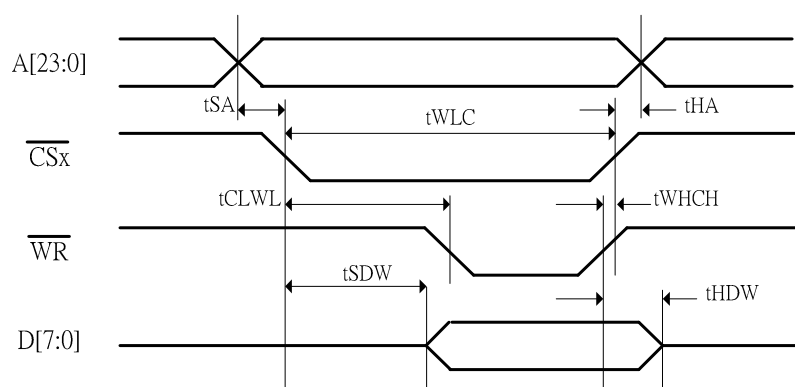 A[23:0]
tSA
tHA
tWLC
CSx
tCLWL
tWHCH
WR
tSDW
tHDW
D[7:0]